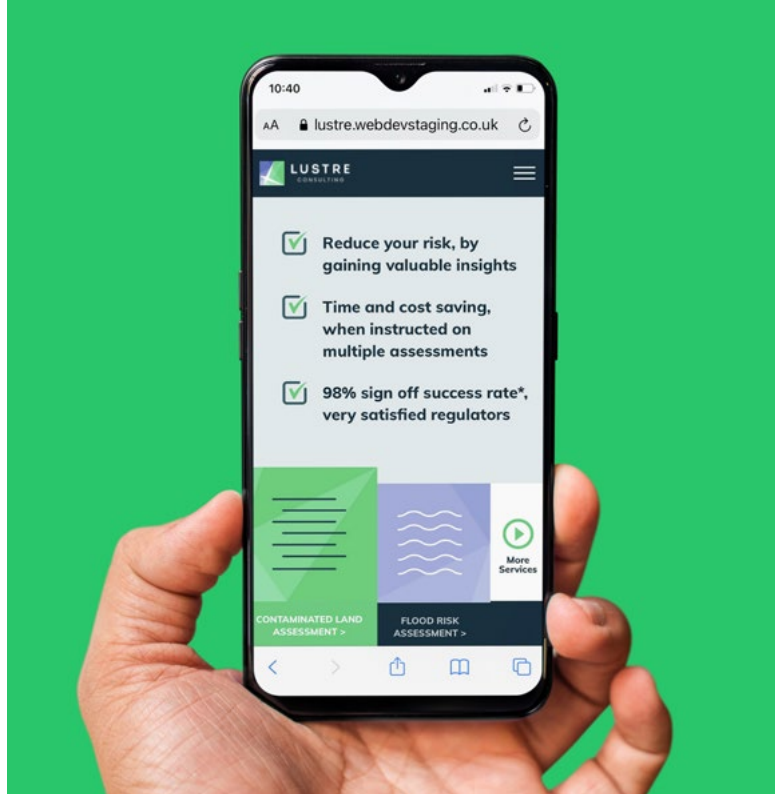 10:40
AA lustre.webdevstaging.co.uk
LUSTRE
CONSULTING
Reduce your risk, by
gaining valuable insights
Time and cost saving,
when instructed on
multiple assessments
98% sign off success rate*,
very satisfied regulators
More
Services
CONTAMINATED LAND
ASSESSMENT >
FLOOD RISK
ASSESSMENT >